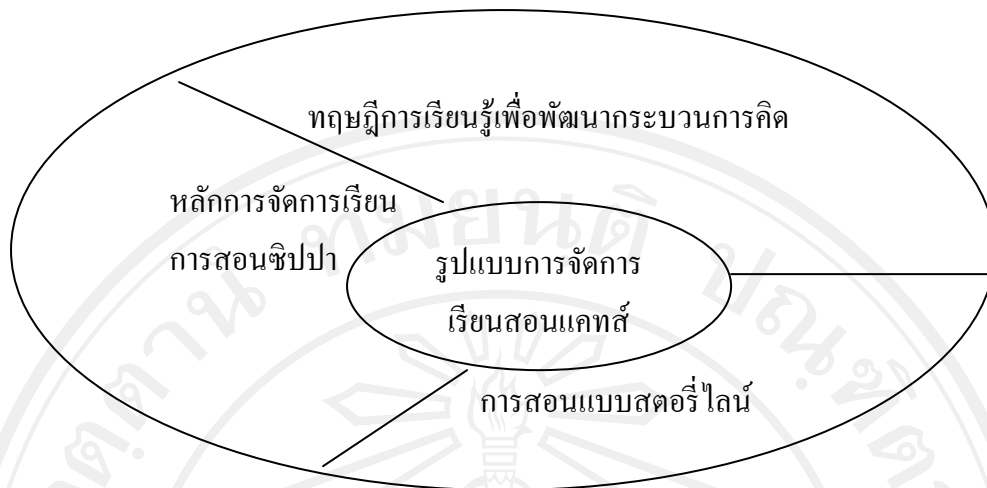 ทฤษฎีการเรียนรู้เพื่อพัฒนากระบวนการคิด
หลักการจัดการเรียน
การสอนซิปปา
รูปแบบการจัดการ
เรียนสอนแคทส์
การสอนแบบสตอรี่ไลน์